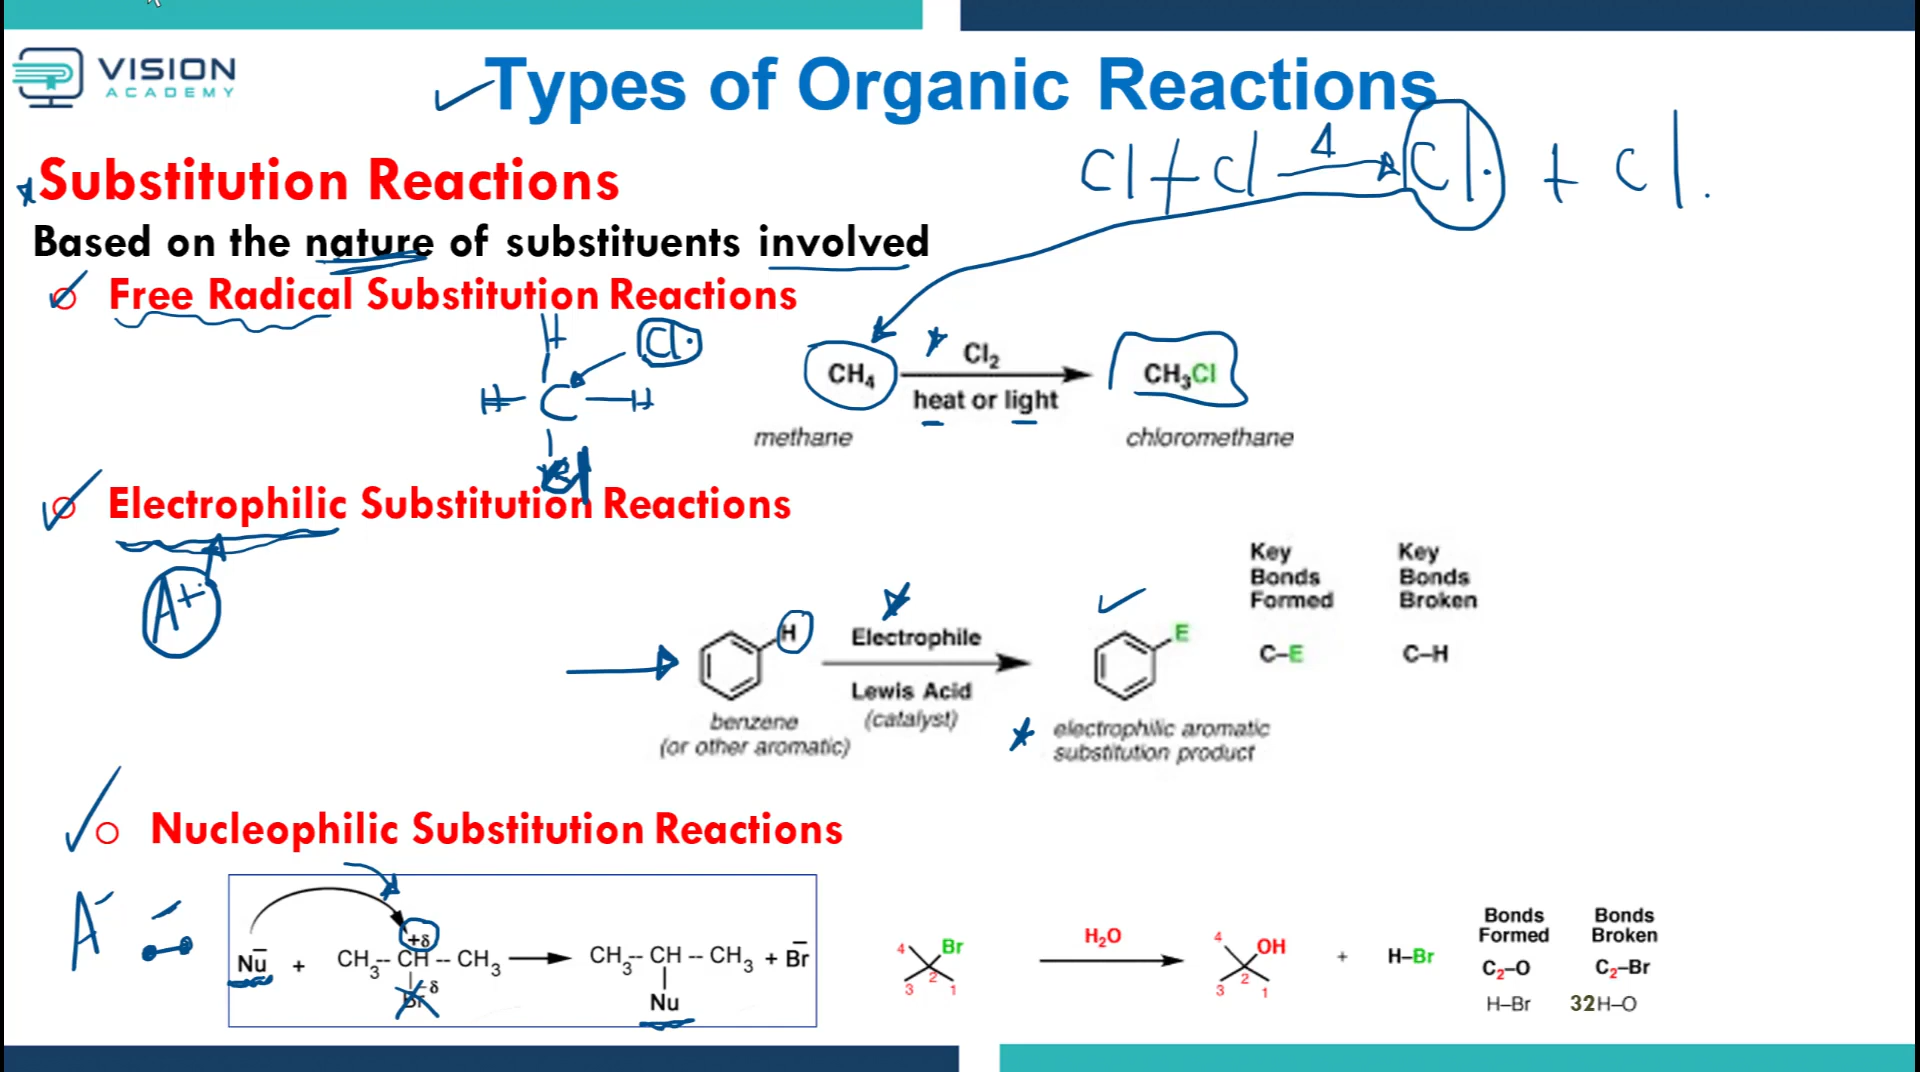 VISION
ACADEMY
Types of Organic Reactions
Cl + Cl → Cl· + Cl·
Substitution Reactions
Based on the nature of substituents involved
Free Radical Substitution Reactions
H
Cl·
H C H
CH₄ Cl₂ CH₃Cl
heat or light
methane chloromethane
Electrophilic Substitution Reactions
A+
Key Bonds Formed
Key Bonds Broken
H Electrophile E
C–E C–H
Lewis Acid
benzene (catalyst) electrophilic aromatic
(or other aromatic) substitution product
Nucleophilic Substitution Reactions
A-
Nu⁻ + CH₃-- CH -- CH₃ → CH₃-- CH -- CH₃ + Br⁻
+δ
-δ
Br
Nu
4 Br
3 2 1
H₂O
4 OH
3 2 1
+ H–Br
Bonds Formed
Bonds Broken
C₂–O C₂–Br
H–Br 32H–O